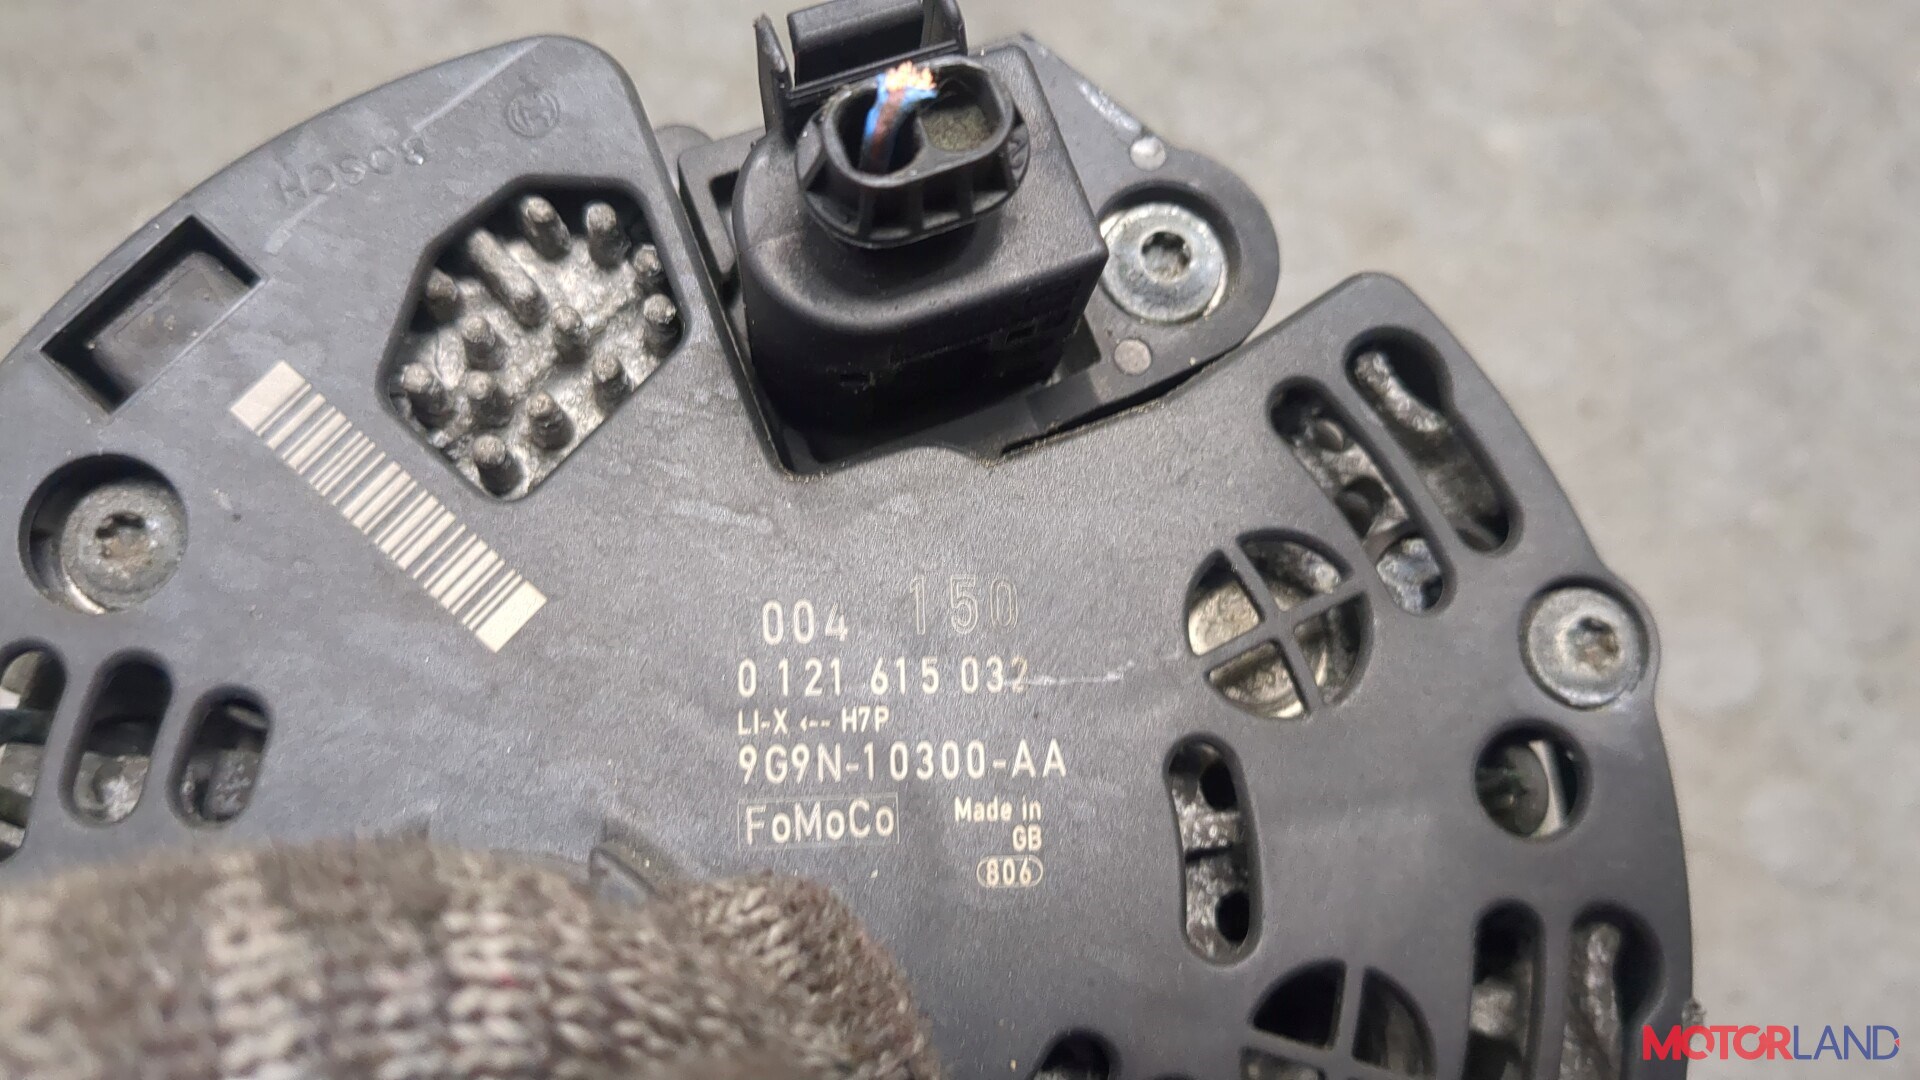 BOSCH
004 150
0 121 615 032
LI-X <-- H7P
9G9N-10300-AA
FoMoCo
Made in
GB
806
MOTORLAND